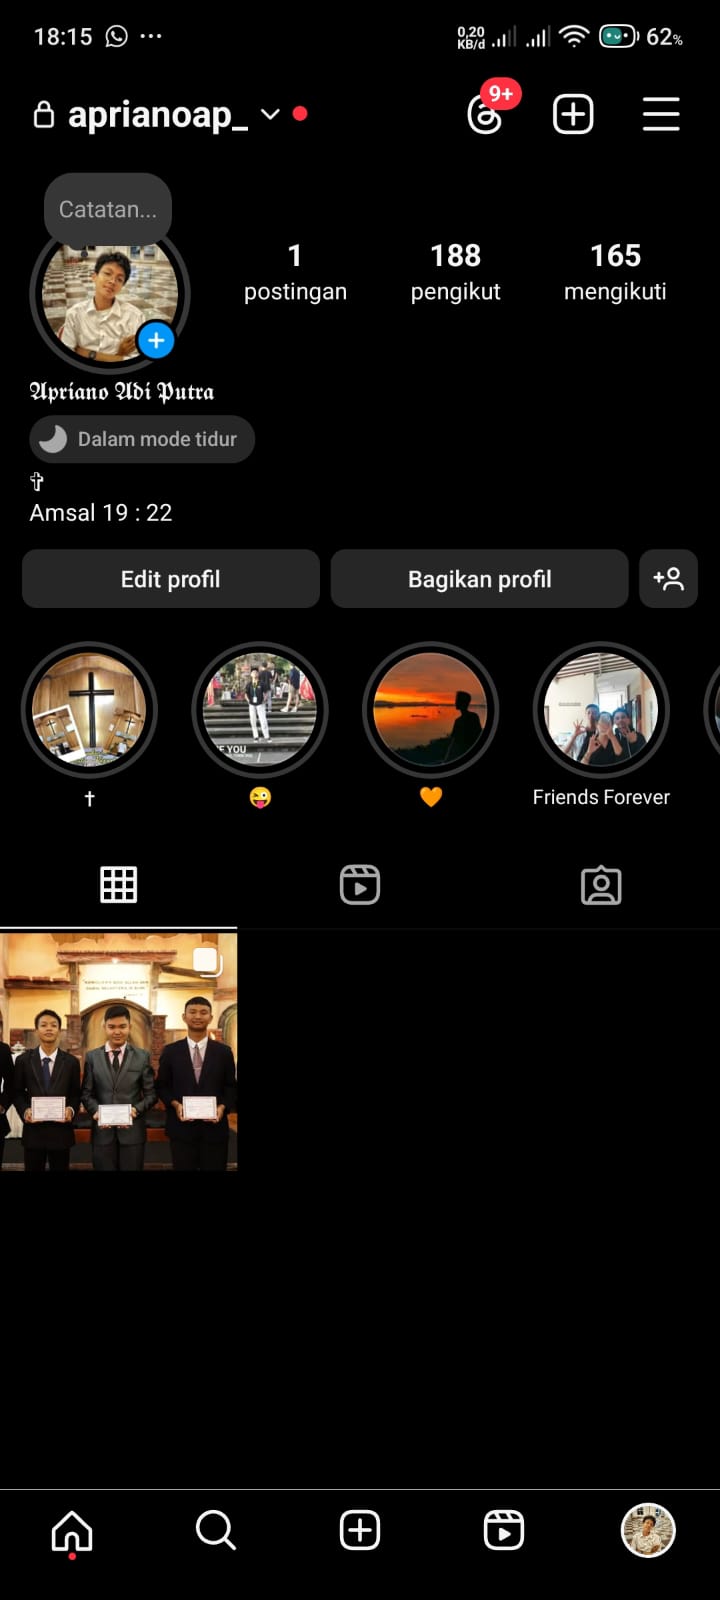 18:15
0,20
KB/d
62%
aprianoap_
9+
Catatan...
1
postingan
188
pengikut
165
mengikuti
𝕬𝖕𝖗𝖎𝖆𝖓𝖔 𝕬𝖉𝖎 𝕻𝖚𝖙𝖗𝖆
Dalam mode tidur
✞
Amsal 19 : 22
Edit profil
Bagikan profil
E YOU
✝
😜
🧡
Friends Forever